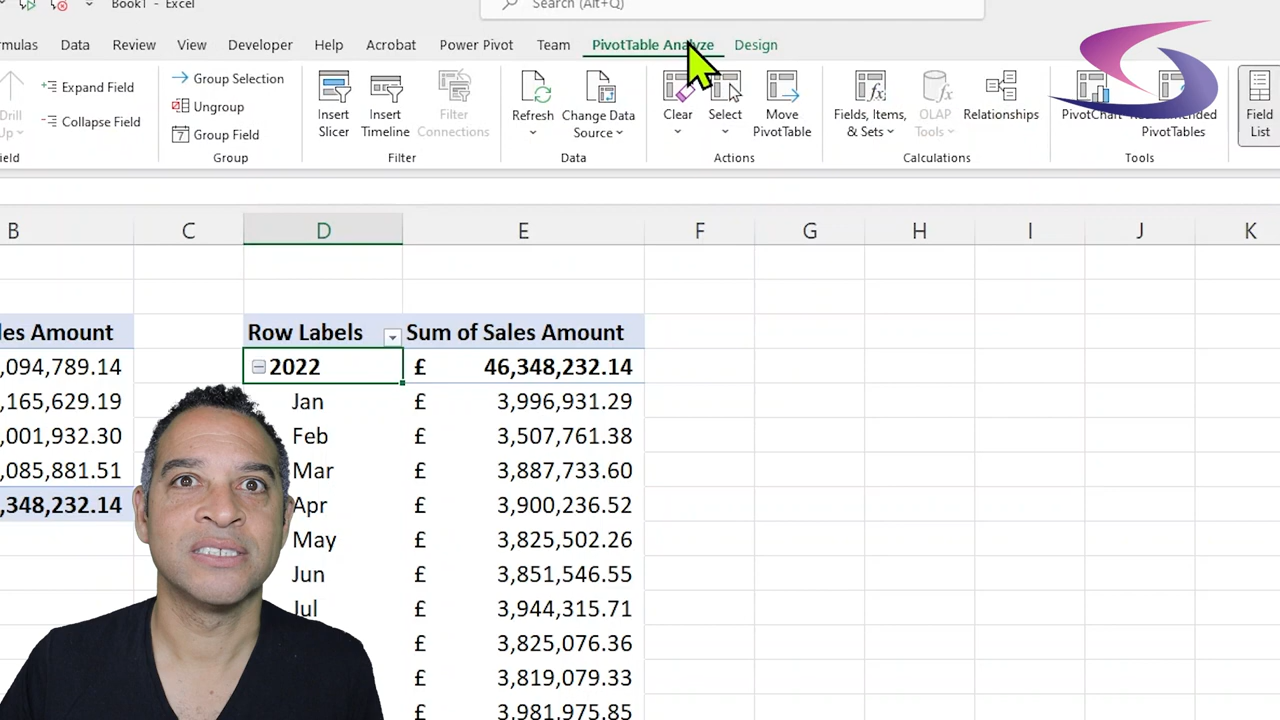 Book1 - Excel
Search (Alt+Q)
Data Review View Developer Help Acrobat Power Pivot Team PivotTable Analyze Design
Drill
Up
Expand Field
Collapse Field
Group Selection
Ungroup
Group Field
Group
Insert
Slicer
Insert
Timeline
Filter
Connections
Filter
Refresh
Change Data
Source
Data
Clear
Select
Move
PivotTable
Actions
Fields, Items,
& Sets
OLAP
Tools
Relationships
Calculations
PivotChart
PivotTables
Tools
Field
List
B C D E F G H I J K
Amount Row Labels Sum of Sales Amount
,094,789.14 2022 £ 46,348,232.14
,165,629.19 Jan £ 3,996,931.29
,001,932.30 Feb £ 3,507,761.38
,085,881.51 Mar £ 3,887,733.60
,348,232.14 Apr £ 3,900,236.52
May £ 3,825,502.26
Jun £ 3,851,546.55
Jul £ 3,944,315.71
£ 3,825,076.36
£ 3,819,079.33
£ 3,981,975.85